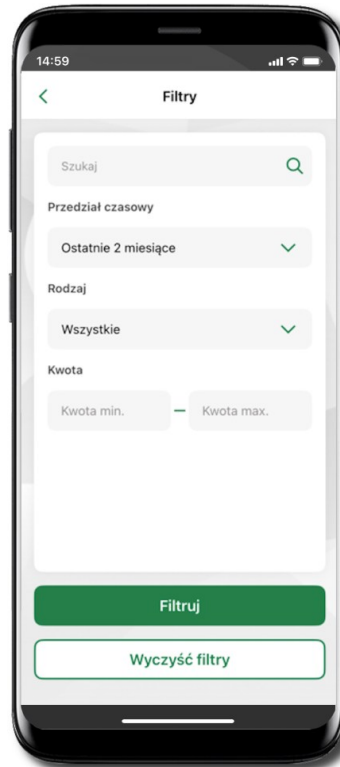 14:59
Filtry
Szukaj
Przedział czasowy
Ostatnie 2 miesiące
Rodzaj
Wszystkie
Kwota
Kwota min. — Kwota max.
Filtruj
Wyczyść filtry